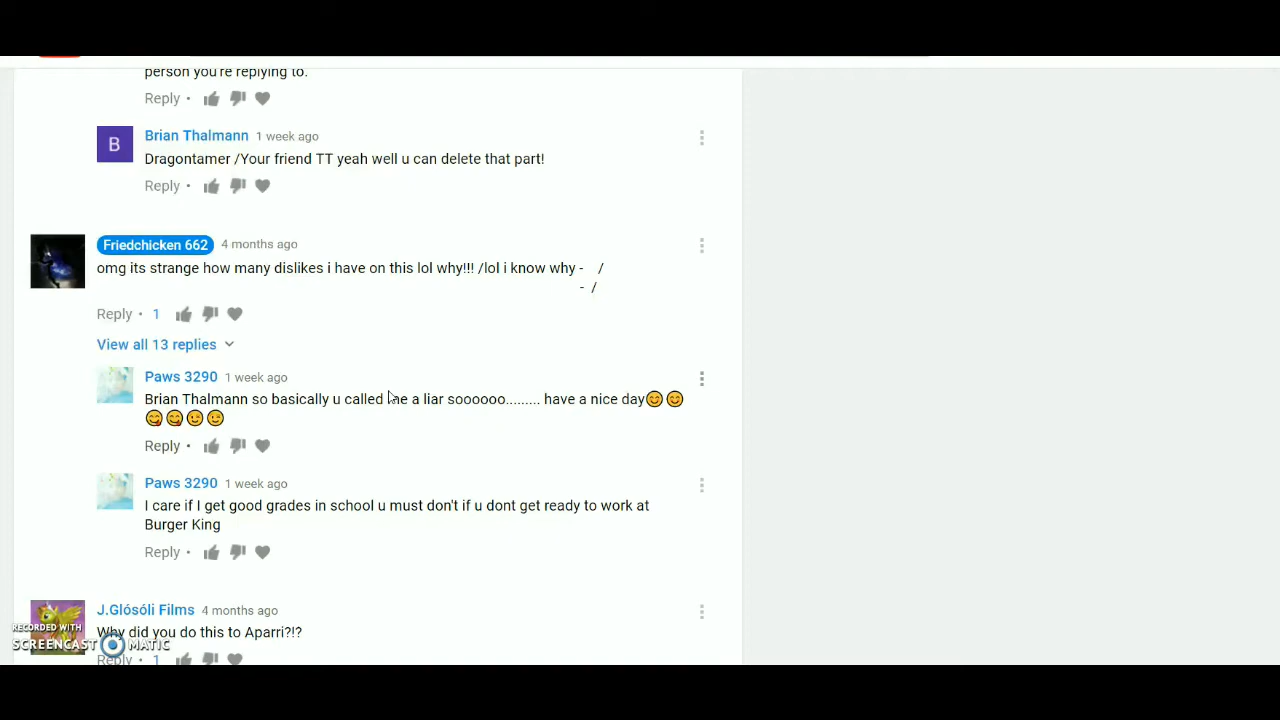 person you're replying to.
Reply •
B
Brian Thalmann 1 week ago
Dragontamer /Your friend TT yeah well u can delete that part!
Reply •
Friedchicken 662 4 months ago
omg its strange how many dislikes i have on this lol why!!! /lol i know why - /
- /
Reply • 1
View all 13 replies
Paws 3290 1 week ago
Brian Thalmann so basically u called me a liar soooooo......... have a nice day😊😊
😋😋😉😉
Reply •
Paws 3290 1 week ago
I care if I get good grades in school u must don't if u dont get ready to work at
Burger King
Reply •
J.Glósóli Films 4 months ago
Why did you do this to Aparri?!?
Reply • 1
RECORDED WITH
SCREENCAST MATIC